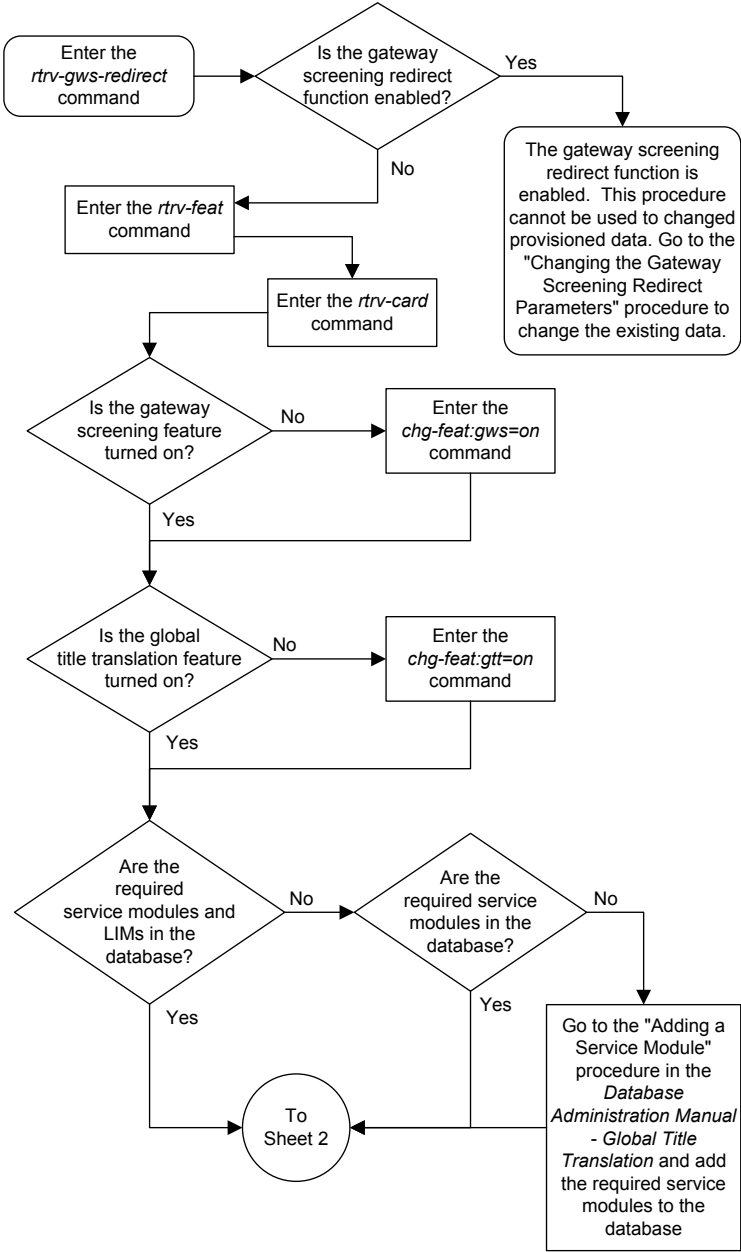 Enter the
rtrv-gws-redirect
command
Is the gateway
screening redirect
function enabled?
Yes
No
The gateway screening
redirect function is
enabled. This procedure
cannot be used to changed
provisioned data. Go to the
"Changing the Gateway
Screening Redirect
Parameters" procedure to
change the existing data.
Enter the rtrv-feat
command
Enter the rtrv-card
command
Is the gateway
screening feature
turned on?
No
Enter the
chg-feat:gws=on
command
Yes
Is the global
title translation feature
turned on?
No
Enter the
chg-feat:gtt=on
command
Yes
Are the
required
service modules and
LIMs in the
database?
No
Are the
required service
modules in the
database?
No
Yes
Yes
Go to the "Adding a
Service Module"
procedure in the
Database
Administration Manual
- Global Title
Translation and add
the required service
modules to the
database
To
Sheet 2